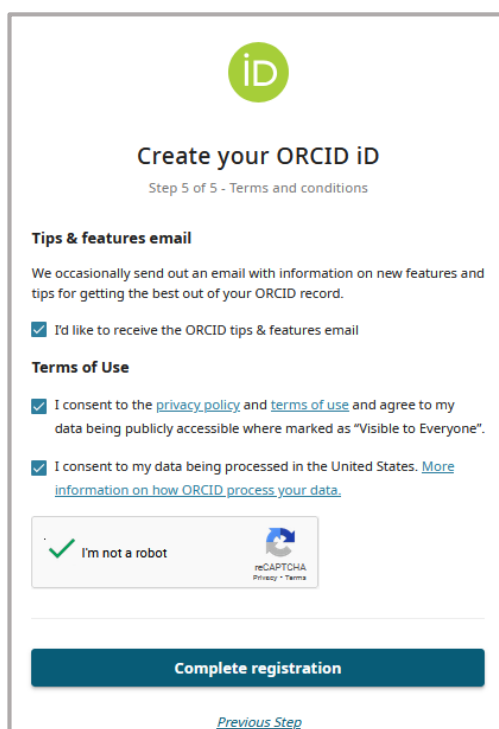 iD
Create your ORCID iD
Step 5 of 5 - Terms and conditions
Tips & features email
We occasionally send out an email with information on new features and
tips for getting the best out of your ORCID record.
I'd like to receive the ORCID tips & features email
Terms of Use
I consent to the privacy policy and terms of use and agree to my
data being publicly accessible where marked as “Visible to Everyone”.
I consent to my data being processed in the United States. More
information on how ORCID process your data.
I'm not a robot
reCAPTCHA
Privacy • Terms
Complete registration
Previous Step